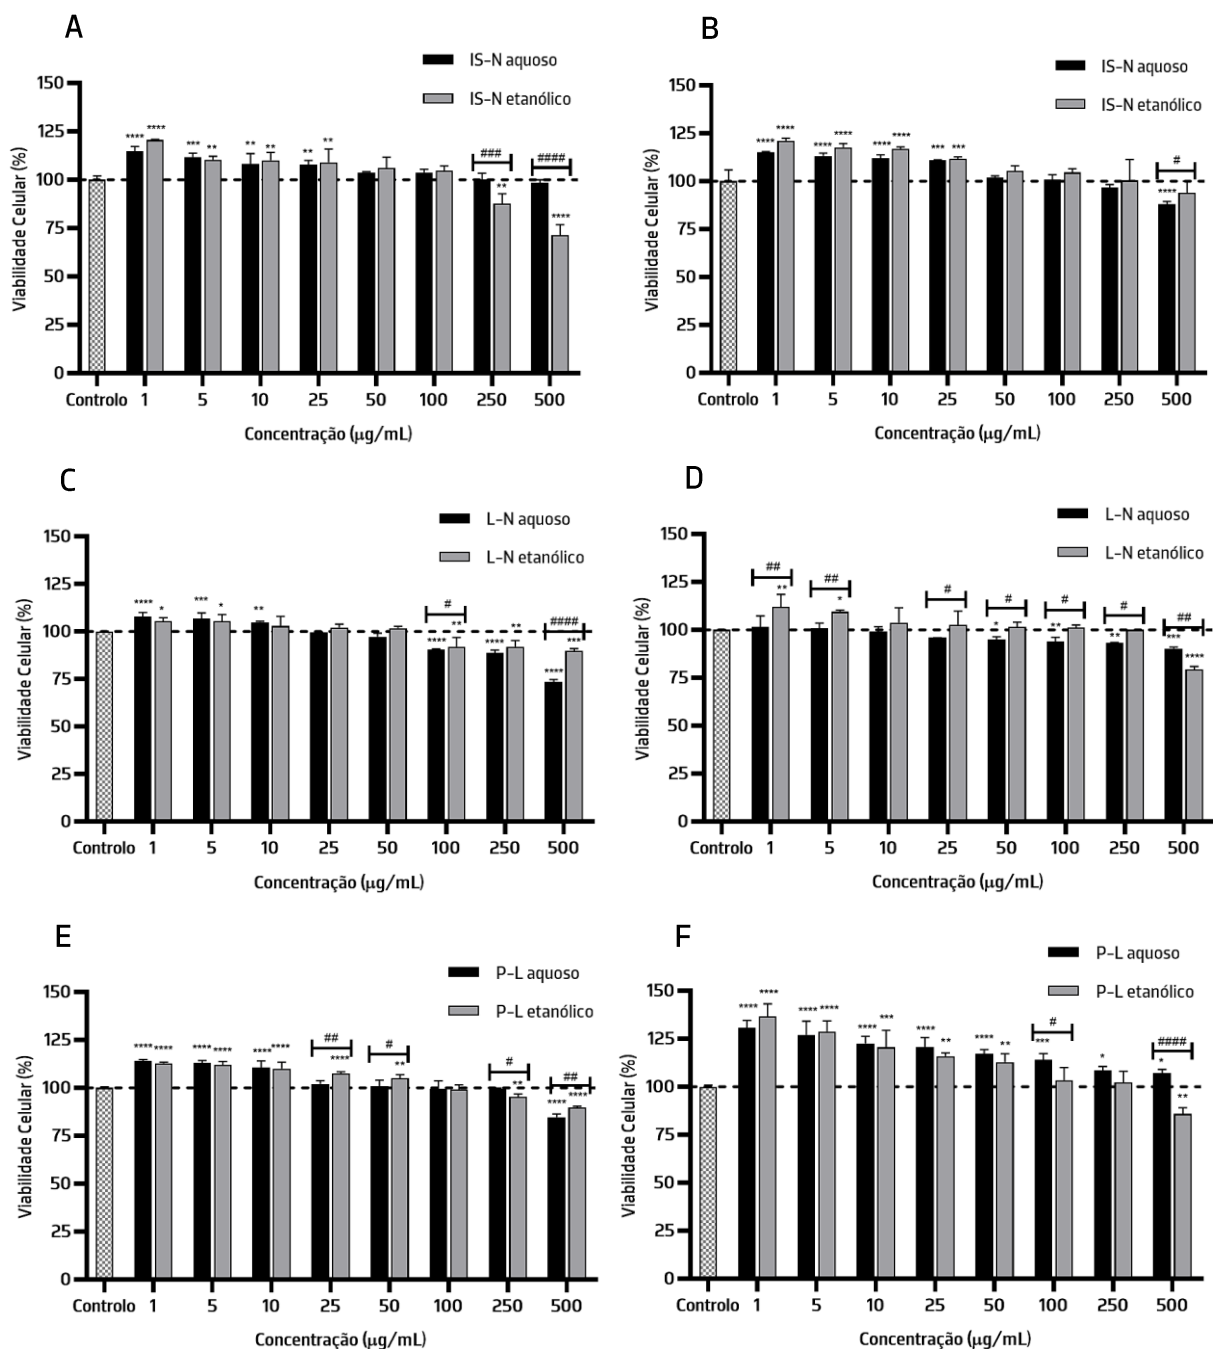 A
IS-N aquoso
IS-N etanólico
150
125
100
75
50
25
0
Viabilidade Celular (%)
**** ****
*** **
** **
** **
###
**
####
****
Controlo 1 5 10 25 50 100 250 500
Concentração (µg/mL)
B
IS-N aquoso
IS-N etanólico
150
125
100
75
50
25
0
Viabilidade Celular (%)
**** ****
**** ****
**** ****
*** ***
#
****
Controlo 1 5 10 25 50 100 250 500
Concentração (µg/mL)
C
L-N aquoso
L-N etanólico
150
125
100
75
50
25
0
Viabilidade Celular (%)
**** *
*** *
**
#
**** **
**** **
####
**** ***
Controlo 1 5 10 25 50 100 250 500
Concentração (µg/mL)
D
L-N aquoso
L-N etanólico
150
125
100
75
50
25
0
Viabilidade Celular (%)
##
**
##
*
#
#
*
#
**
#
**
##
*** ****
Controlo 1 5 10 25 50 100 250 500
Concentração (µg/mL)
E
P-L aquoso
P-L etanólico
150
125
100
75
50
25
0
Viabilidade Celular (%)
**** ****
**** ****
**** ****
##
****
#
**
#
**
##
**** ****
Controlo 1 5 10 25 50 100 250 500
Concentração (µg/mL)
F
P-L aquoso
P-L etanólico
150
125
100
75
50
25
0
Viabilidade Celular (%)
**** ****
**** ****
**** ***
**** **
**** **
#
***
*
####
* **
Controlo 1 5 10 25 50 100 250 500
Concentração (µg/mL)